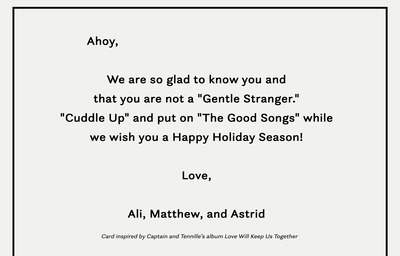 Ahoy,
We are so glad to know you and
that you are not a "Gentle Stranger."
"Cuddle Up" and put on "The Good Songs" while
we wish you a Happy Holiday Season!
Love,
Ali, Matthew, and Astrid
Card inspired by Captain and Tennille's album Love Will Keep Us Together